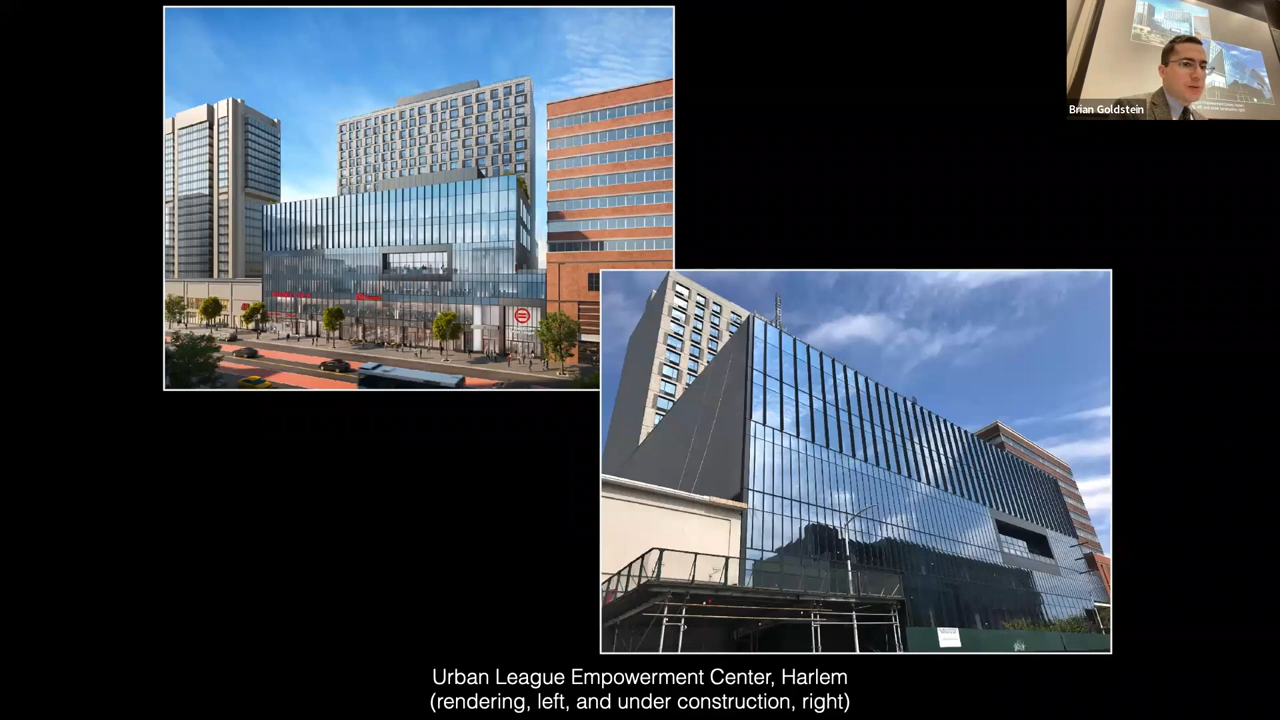 Brian Goldstein
Urban League Empowerment Center, Harlem
(rendering, left, and under construction, right)